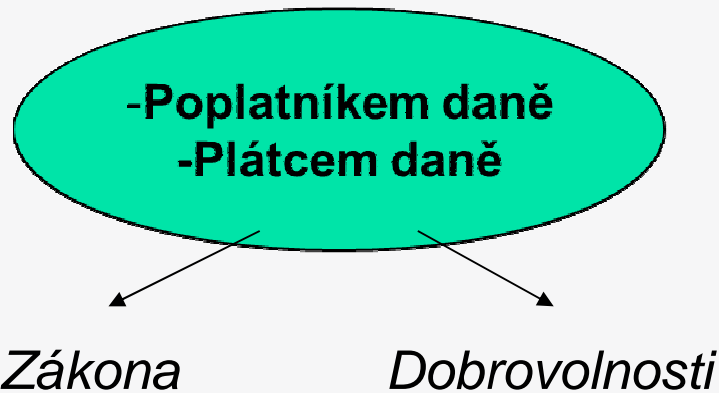 -Poplatníkem daně
-Plátcem daně
Zákona
Dobrovolnosti